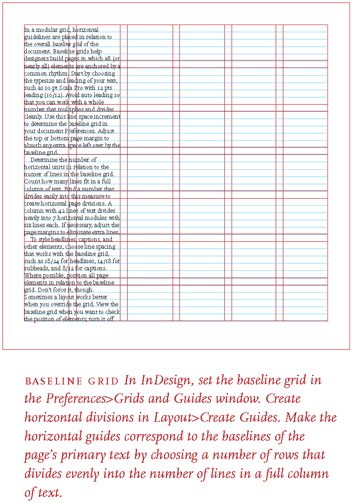 In a modular grid, horizontal
guidelines are placed in relation to
the overall baseline grid of the
document. Baseline grids help
designers build pages in which all (or
nearly all) elements are anchored by a
common rhythm. Start by choosing
the typesize and leading of your text,
such as 10-pt Scala Pro with 12 pts
leading (10/12). Avoid auto leading so
that you can work with a whole
number that multiplies and divides
cleanly. Use this line space increment
to determine the baseline grid in
your document Preferences. Adjust
the top or bottom page margin to
absorb any extra space left over by the
baseline grid.
Determine the number of
horizontal units in relation to the
numer of lines in the baseline grid.
Count how many lines fit in a full
column of text. Find a number that
divides easily into this measure to
create horizontal page divisions. A
column with 42 lines of text divides
neatly into 7 horizontal modules with
six lines each. If necessary, adjust the
page margins to eliminate extra lines.
To style headlines, captions, and
other elements, choose line spacing
that works with the baseline grid,
such as 18/24 for headlines, 14/18 for
subheads, and 8/12 for captions.
Where possible, position all page
elements in relation to the baseline
grid. Don't force it, though.
Sometimes a layout works better
when you override the grid. View the
baseline grid when you want to check
the position of elements; turn it off
BASELINE GRID In InDesign, set the baseline grid in
the Preferences>Grids and Guides window. Create
horizontal divisions in Layout>Create Guides. Make the
horizontal guides correspond to the baselines of the
page's primary text by choosing a number of rows that
divides evenly into the number of lines in a full column
of text.